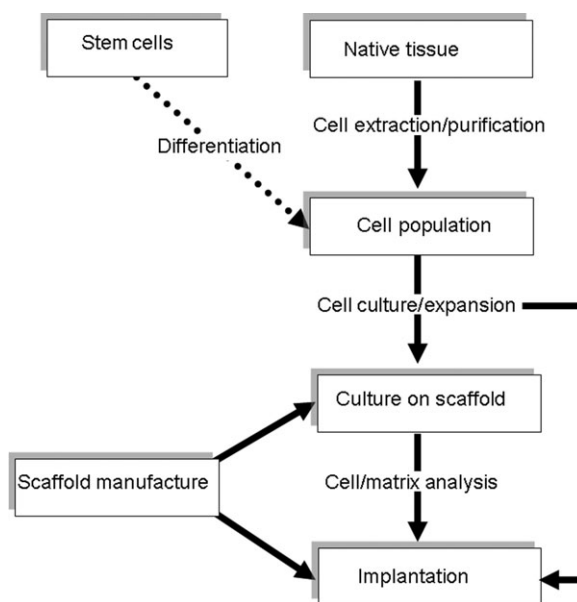 Stem cells
Native tissue
Cell extraction/purification
Differentiation
Cell population
Cell culture/expansion
Culture on scaffold
Scaffold manufacture
Cell/matrix analysis
Implantation